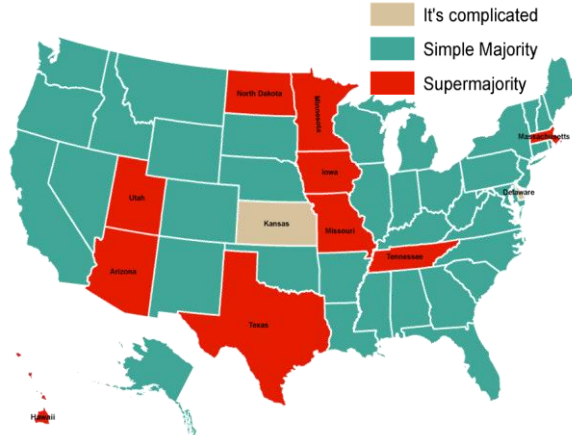 It's complicated
Simple Majority
Supermajority
North Dakota
Minnesota
Massachusetts
Iowa
Delaware
Utah
Kansas
Missouri
Tennessee
Arizona
Texas
Hawaii